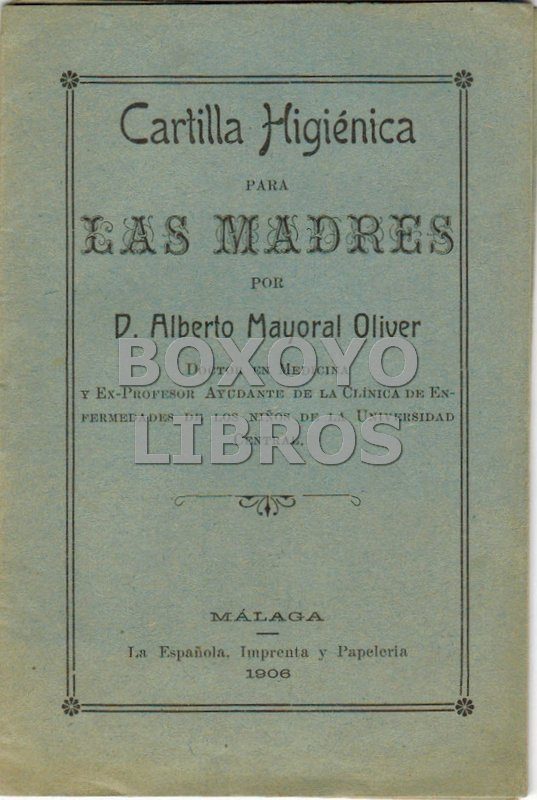 Cartilla Higiénica
PARA
LAS MADRES
POR
D. Alberto Mayoral Oliver
BOXOYO
DOCTOR EN MEDICINA
Y EX-PROFESOR AYUDANTE DE LA CLÍNICA DE EN-
FERMEDADES DE LOS NIÑOS DE LA UNIVERSIDAD
CENTRAL.
LIBROS
MÁLAGA
La Española, Imprenta y Papeleria
1906